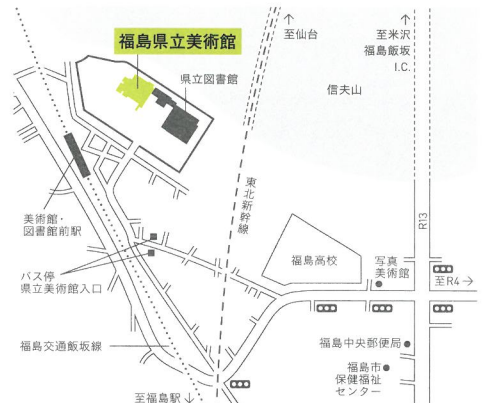 至仙台
至米沢
福島飯坂
I.C.
福島県立美術館
県立図書館
信夫山
東北新幹線
R13
美術館・
図書館前駅
福島高校
写真
美術館
至R4→
バス停
県立美術館入口
福島交通飯坂線
福島中央郵便局
福島市
保健福祉
センター
至福島駅↓